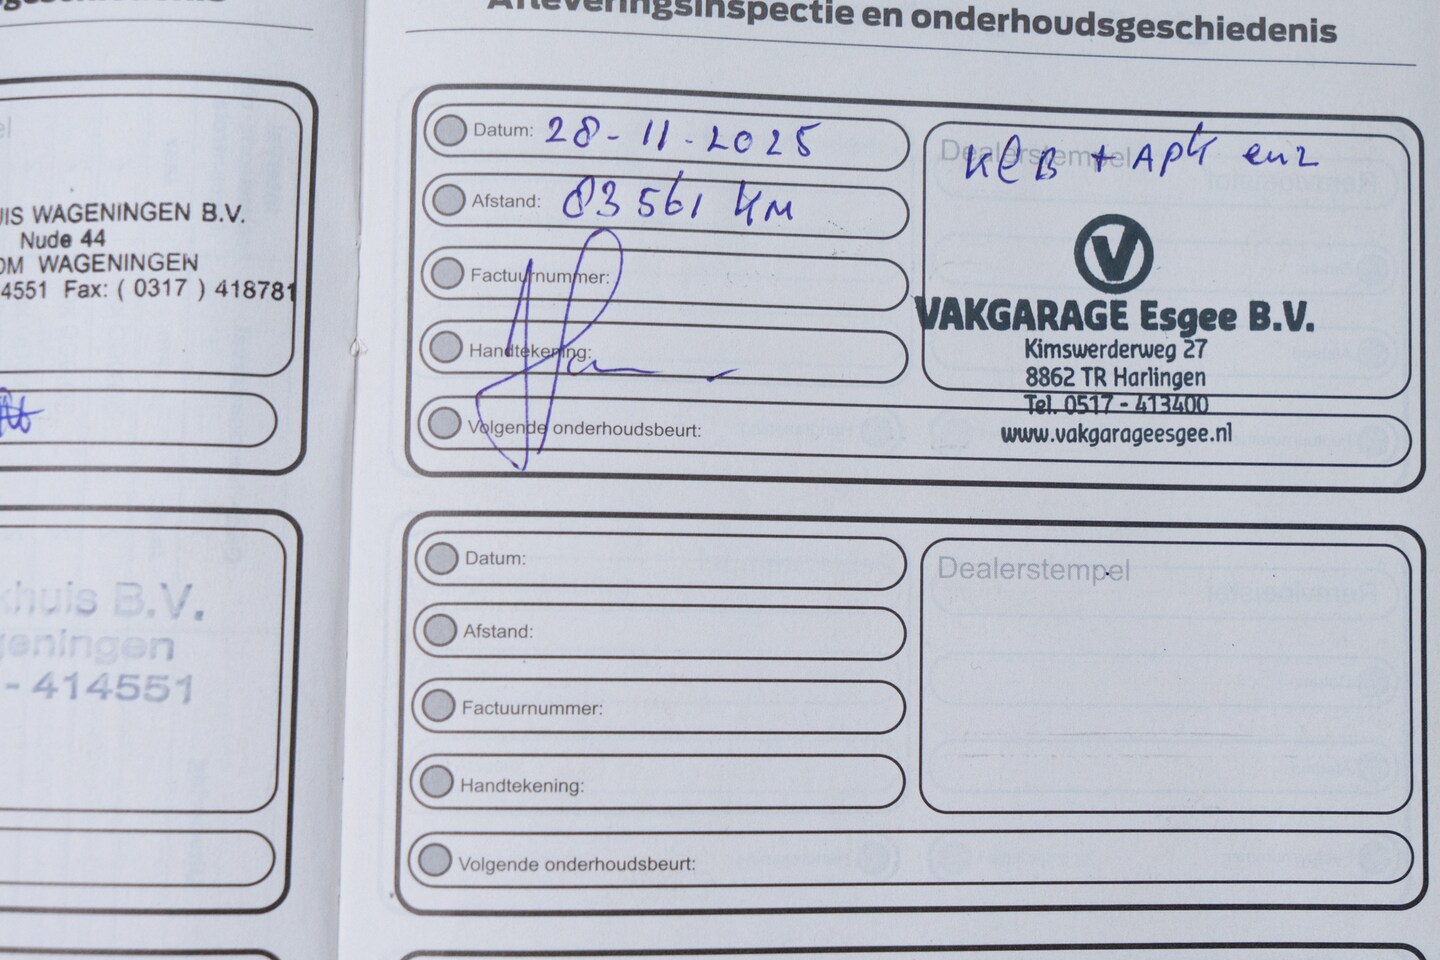 Afleveringsinspectie en onderhoudsgeschiedenis
UIS WAGENINGEN B.V.
Nude 44
OM WAGENINGEN
4551 Fax: ( 0317 ) 418781
khuis B.V.
geningen
- 414551
Datum: 28-11-2025
Afstand: 83561 KM
Factuurnummer:
Handtekening:
Volgende onderhoudsbeurt:
Dealerstempel
KLB + APK enz
VAKGARAGE Esgee B.V.
Kimswerderweg 27
8862 TR Harlingen
Tel. 0517 - 413400
www.vakgarageesgee.nl
Datum:
Afstand:
Factuurnummer:
Handtekening:
Volgende onderhoudsbeurt:
Dealerstempel